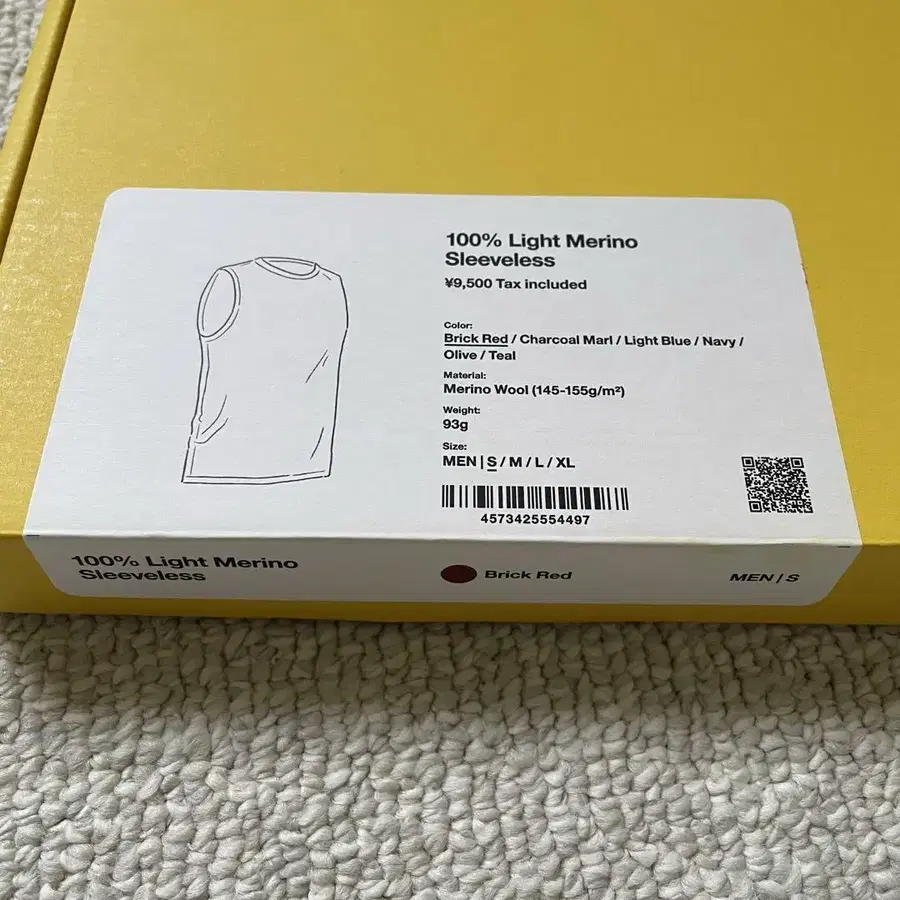 100% Light Merino
Sleeveless
¥9,500 Tax included
Color:
Brick Red / Charcoal Marl / Light Blue / Navy /
Olive / Teal
Material:
Merino Wool (145-155g/m²)
Weight:
93g
Size:
MEN | S / M / L / XL
4573425554497
100% Light Merino
Sleeveless
Brick Red
MEN | S